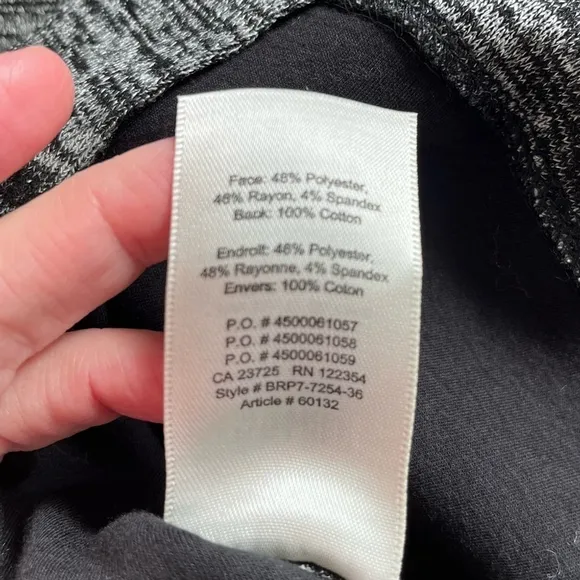 Face: 48% Polyester,
48% Rayon, 4% Spandex
Back: 100% Cotton
Endroit: 48% Polyester,
48% Rayonne, 4% Spandex
Envers: 100% Coton
P.O. # 4500061057
P.O. # 4500061058
P.O. # 4500061059
CA 23725 RN 122354
Style # BRP7-7254-36
Article # 60132